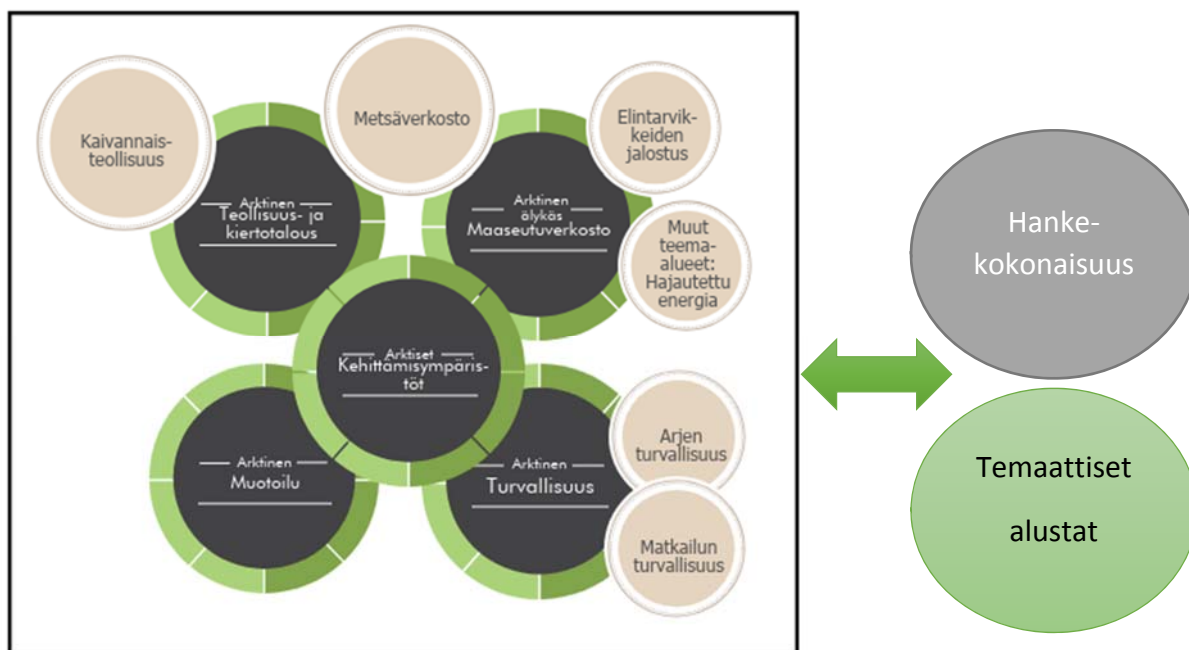 Kaivannais-
teollisuus
Metsäverkosto
Elintarvik-
keiden
jalostus
Arktinen
Teollisuus- ja
kiertotalous
Arktinen
älykäs
Maaseutuverkosto
Muut
teema-
alueet:
Hajautettu
energia
Arktiset
Kehittämisympäris-
töt
Arktinen
Muotoilu
Arktinen
Turvallisuus
Arjen
turvallisuus
Matkailun
turvallisuus
Hanke-
kokonaisuus
Temaattiset
alustat